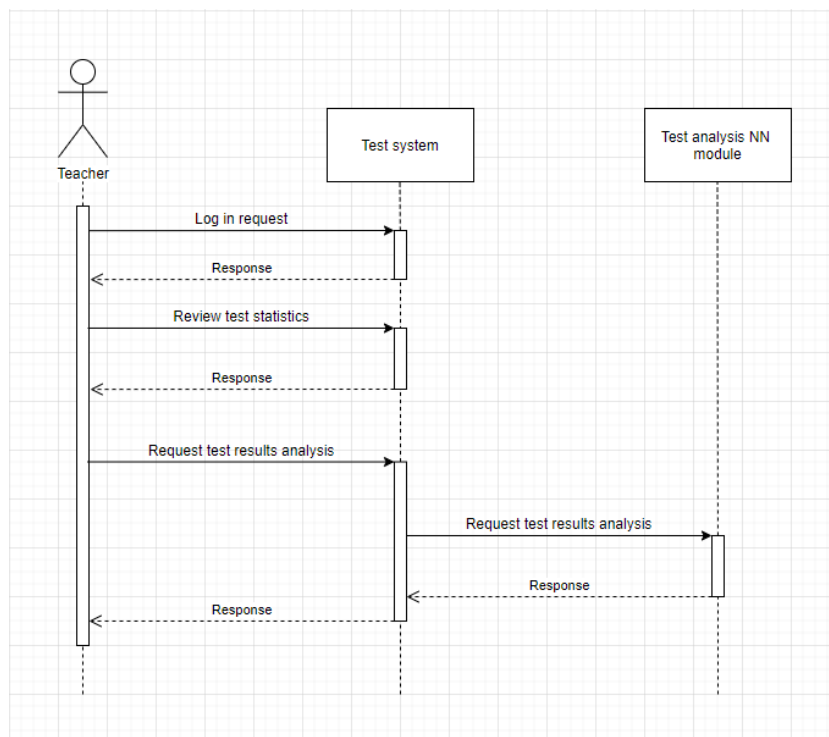 Test system
Test analysis NN
module
Teacher
Log in request
Response
Review test statistics
Response
Request test results analysis
Request test results analysis
Response
Response